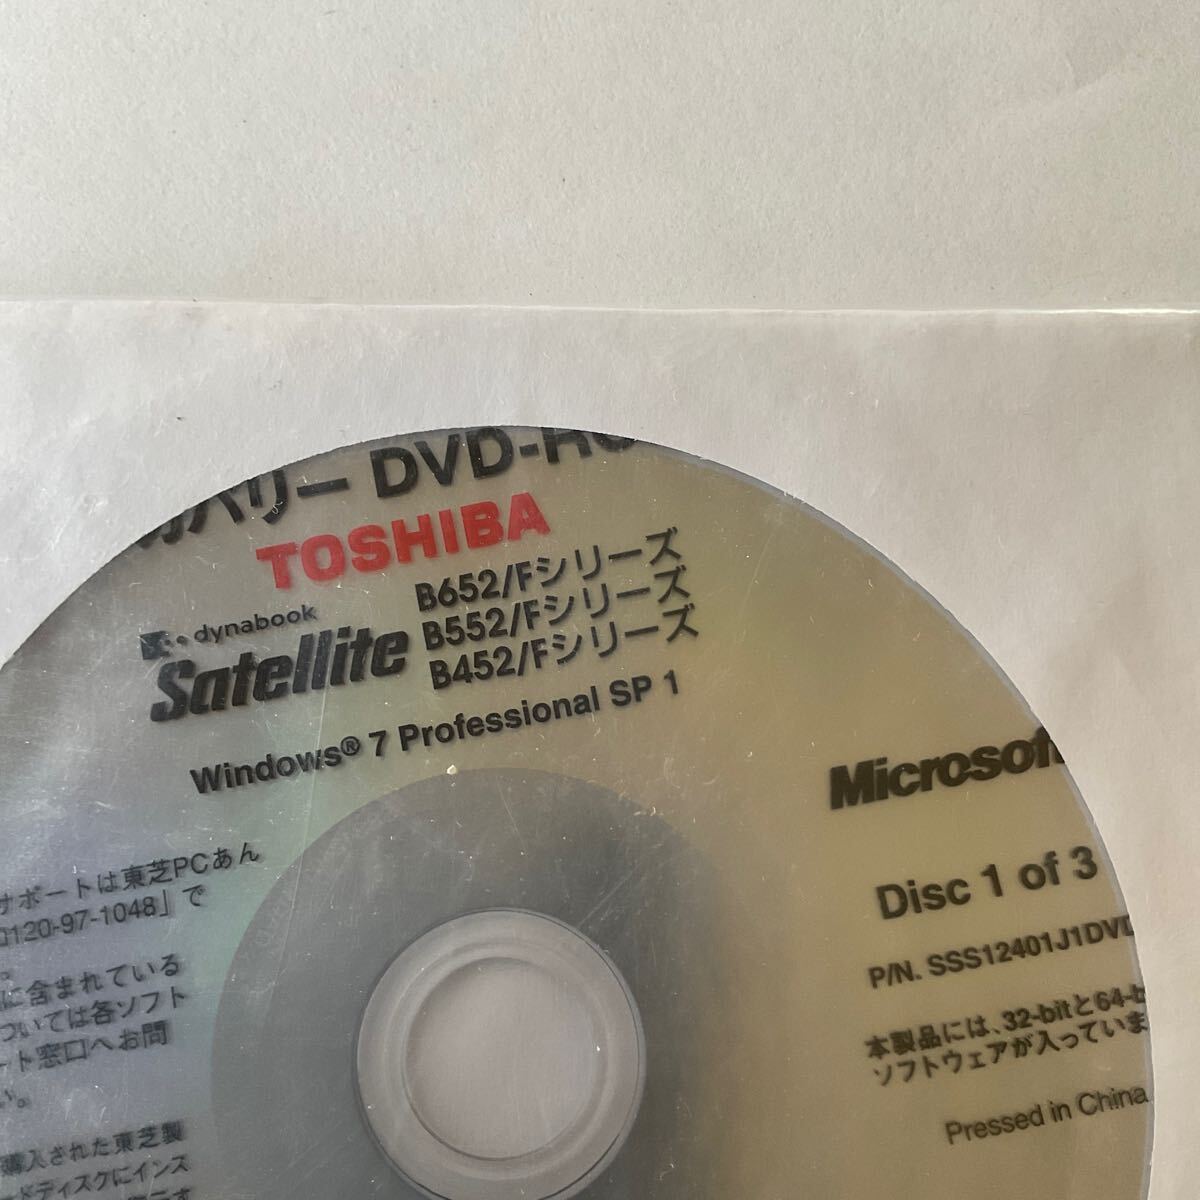 カバリー DVD-RO
TOSHIBA
dynabook
Satellite
B652/Fシリーズ
B552/Fシリーズ
B452/Fシリーズ
Windows® 7 Professional SP 1
Microsoft
Disc 1 of 3
P/N. SSS12401J1DVD
本製品には、32-bitと64-b
ソフトウェアが入っていま
Pressed in China
サポートは東芝PCあん
0120-97-1048」で
に含まれている
ついては各ソフト
ート窓口へお問
い。
購入された東芝製
ードディスクにインス